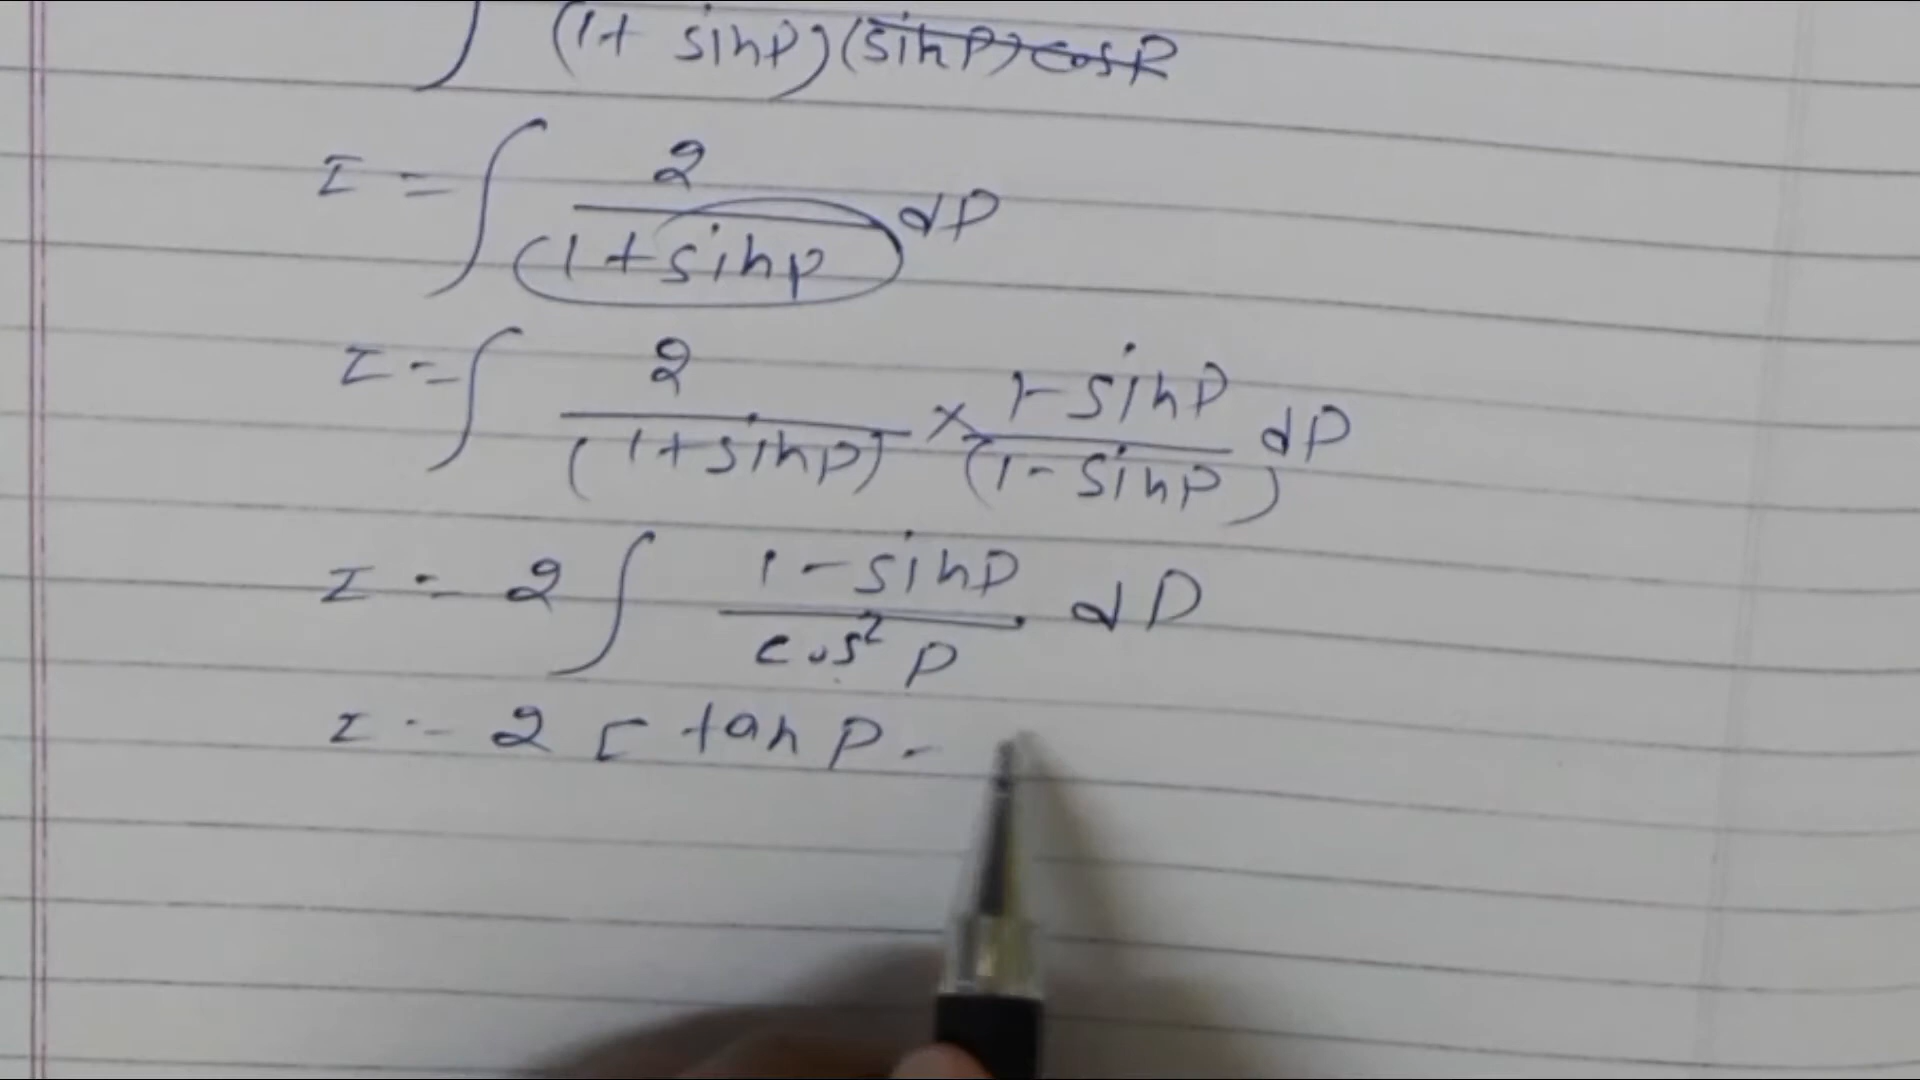 ∫ (1 + sinp)(sinp) cosp
I = ∫ 2 / (1 + sinp) dp
I = ∫ 2 / (1 + sinp) × 1 - sinp / (1 - sinp) dp
I = 2 ∫ 1 - sinp / cos² p dp
I = 2 [ tan p -